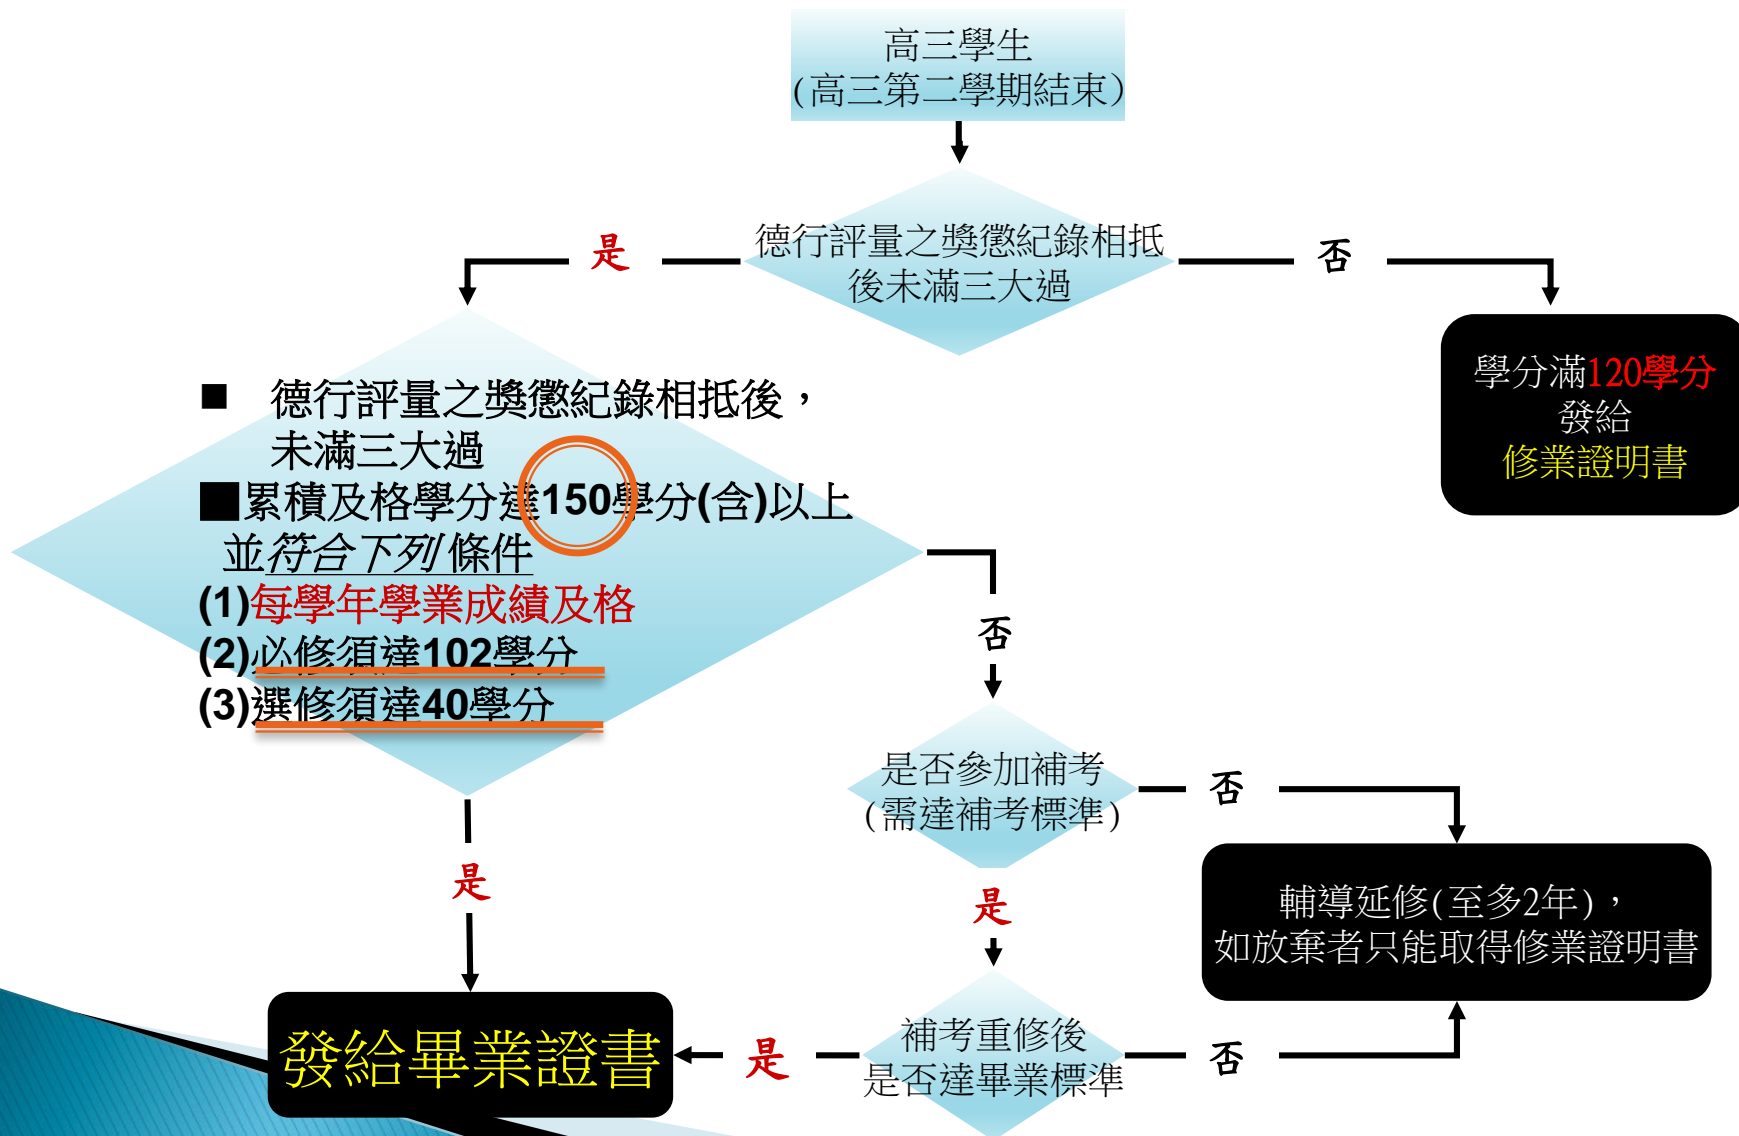 高三學生
(高三第二學期結束)
德行評量之獎懲紀錄相抵
後未滿三大過
是
否
學分滿120學分
發給
修業證明書
■ 德行評量之獎懲紀錄相抵後，
未滿三大過
■累積及格學分達150學分(含)以上
並符合下列條件
(1)每學年學業成績及格
(2)必修須達102學分
(3)選修須達40學分
否
是否參加補考
(需達補考標準)
否
是
是
輔導延修(至多2年)，
如放棄者只能取得修業證明書
發給畢業證書
是
補考重修後
是否達畢業標準
否